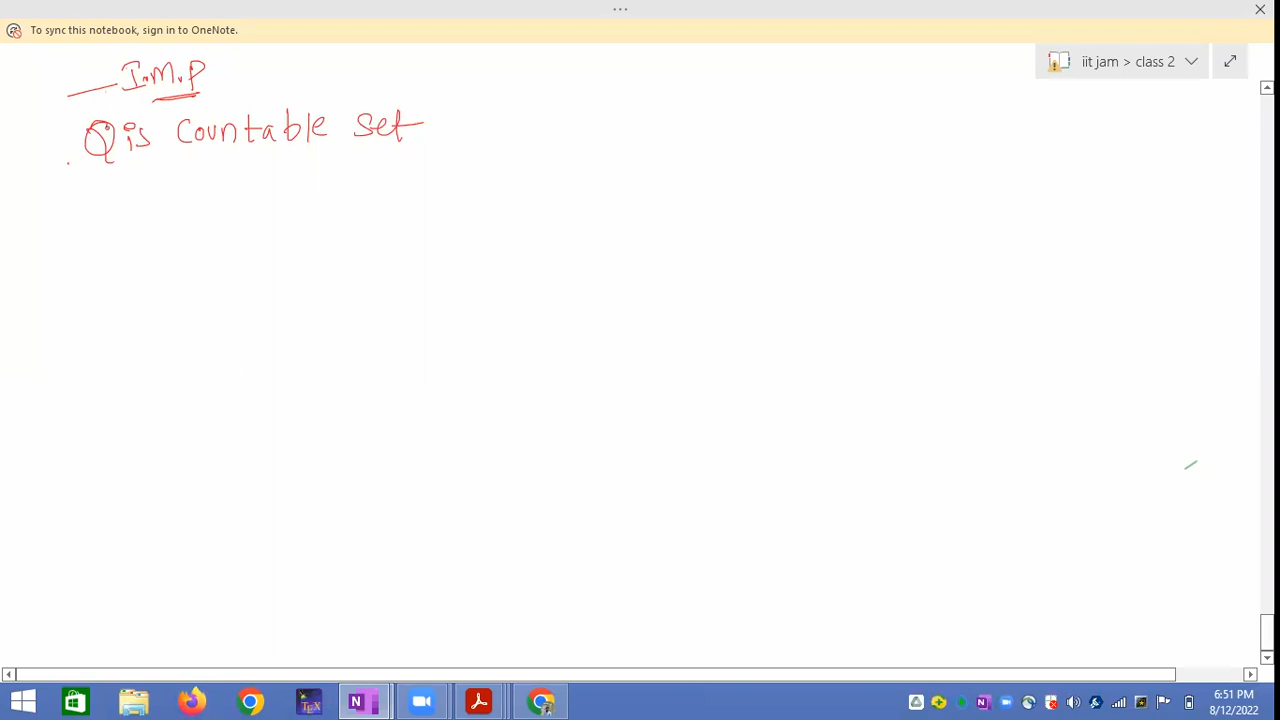 To sync this notebook, sign in to OneNote.
iit jam > class 2
I.M.P
Q is Countable set
6:51 PM
8/12/2022